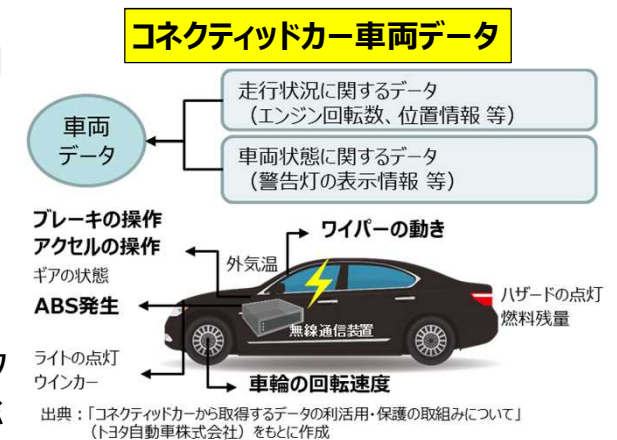 コネクティッドカー車両データ
走行状況に関するデータ
（エンジン回転数、位置情報 等）
車両
データ
車両状態に関するデータ
（警告灯の表示情報 等）
ブレーキの操作
アクセルの操作
ギアの状態
ABS発生
外気温
ワイパーの動き
無線通信装置
ハザードの点灯
燃料残量
ライトの点灯
ウインカー
車輪の回転速度
出典：「コネクティッドカーから取得するデータの利活用・保護の取組みについて」
（トヨタ自動車株式会社）をもとに作成